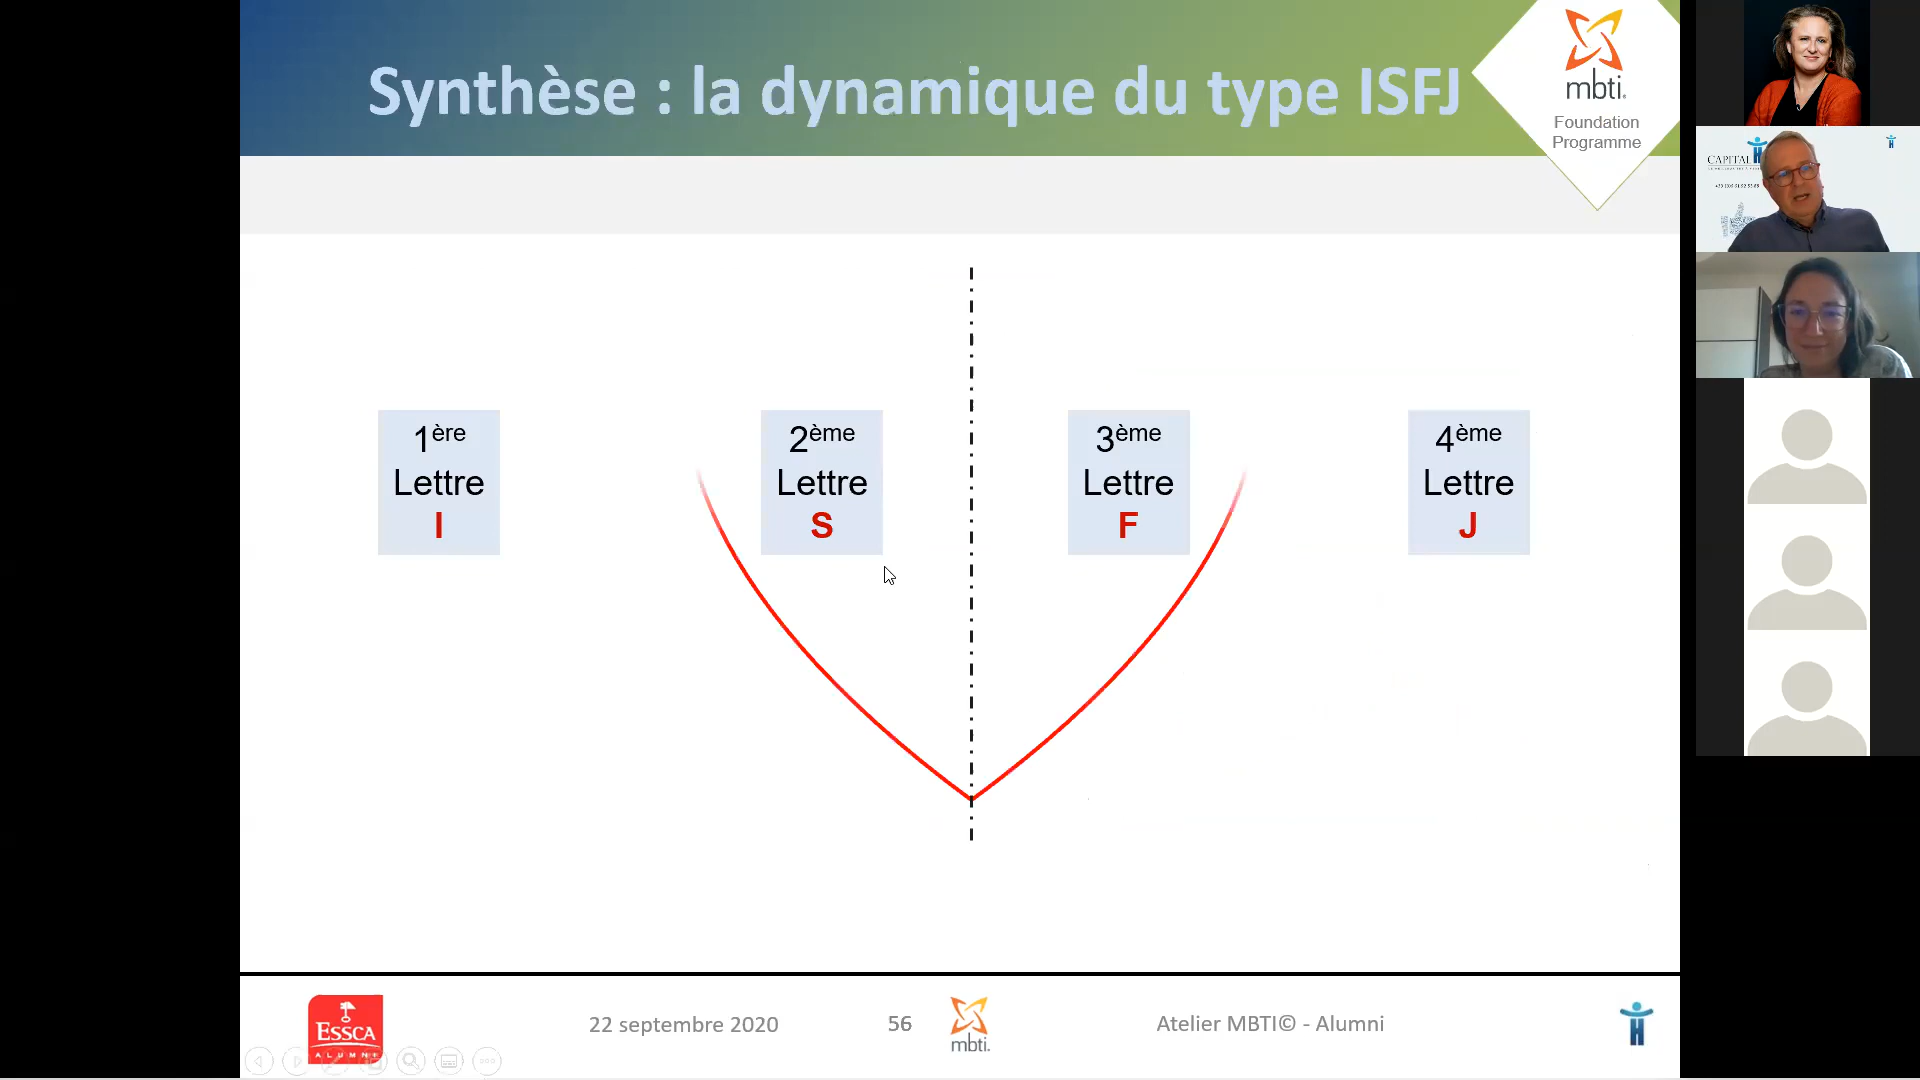 Synthèse : la dynamique du type ISFJ
mbti.
Foundation
Programme
CAPITAL H
1ère
Lettre
I
2ème
Lettre
S
3ème
Lettre
F
4ème
Lettre
J
ESSCA
ALUMNI
22 septembre 2020
56
mbti.
Atelier MBTI© - Alumni